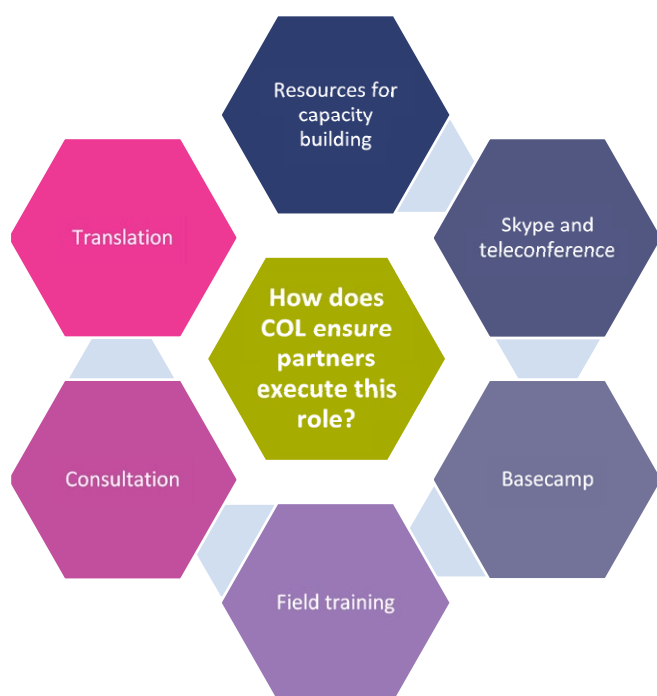 Resources for
capacity
building
Skype and
teleconference
Basecamp
Field training
Consultation
Translation
How does
COL ensure
partners
execute this
role?